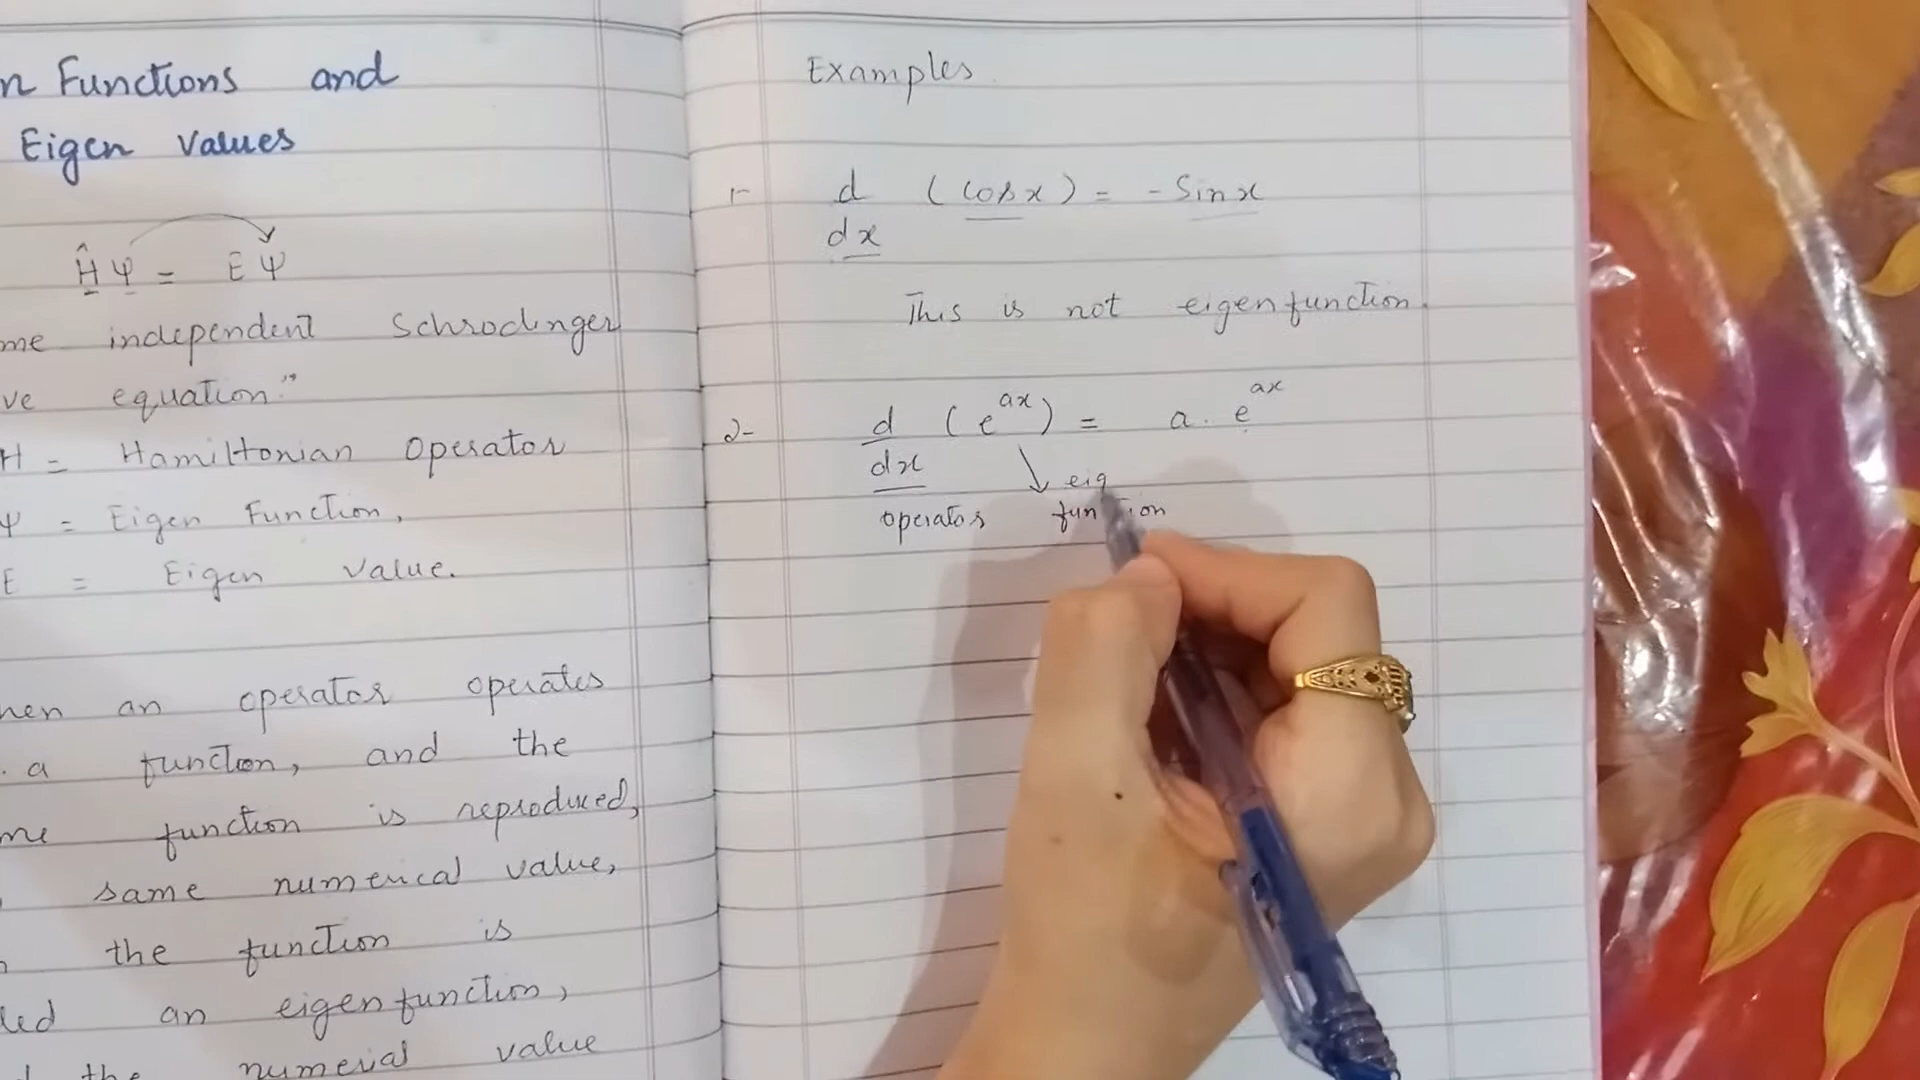 n Functions and
Eigen Values
Ĥ Ψ = E Ψ
me independent Schrodinger
ve equation"
H = Hamiltonian Operator
Ψ = Eigen Function,
E = Eigen value.
hen an operator operates
a function, and the
me function is reproduced,
same numerical value,
the function is
led an eigenfunction,
the numerial value
Examples
1- d/dx (cosx) = - Sinx
This is not eigenfunction.
2- d/dx (e^ax) = a. e^ax
eig
operator